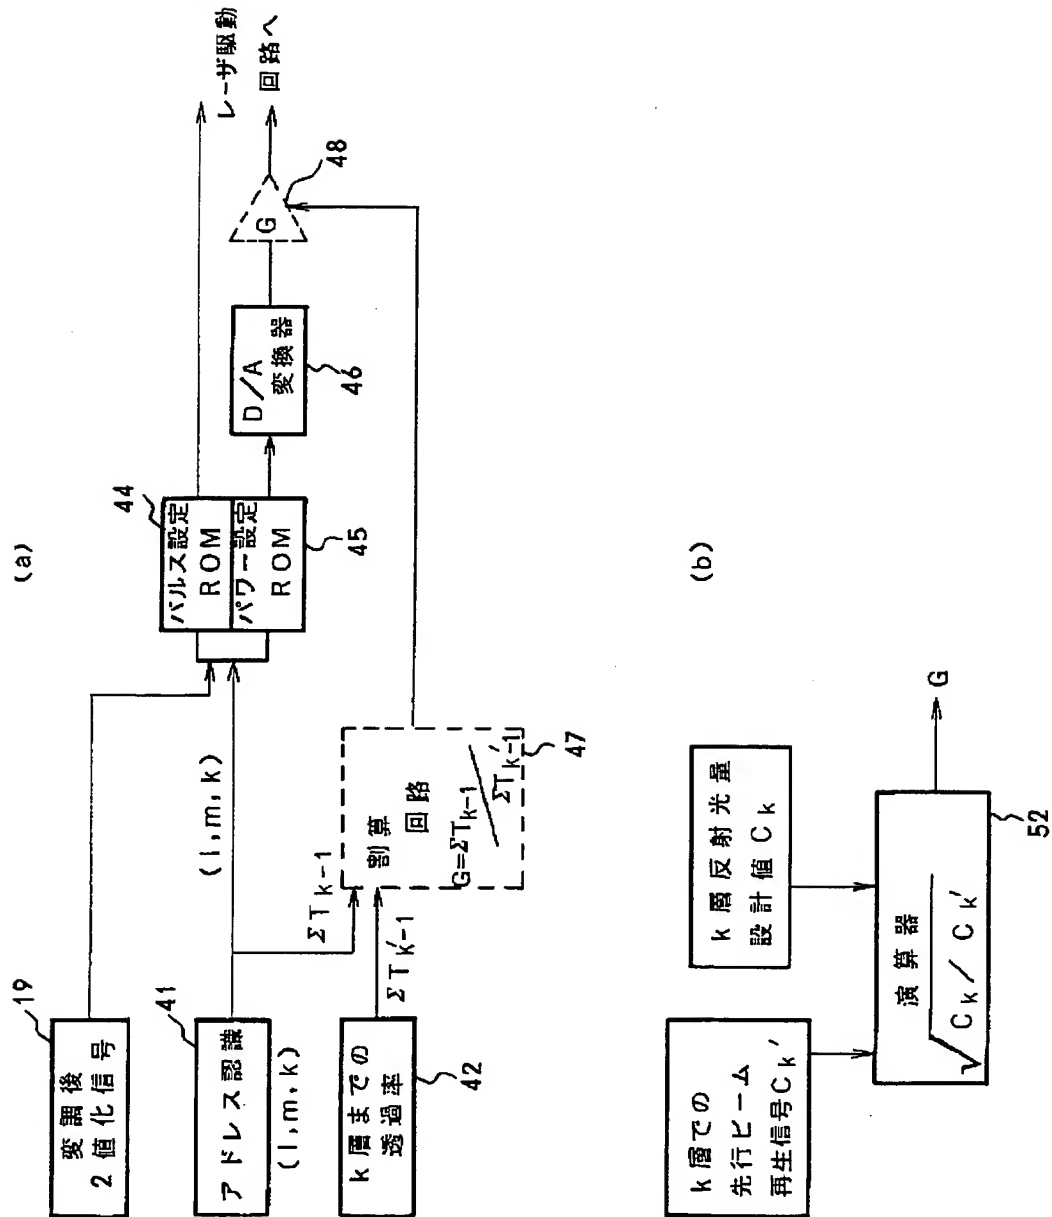 (a)
19
変調後
2値化信号
41
アドレス認識
(l,m,k)
k層までの
透過率
42
(l,m,k)
ΣTk-1
ΣT'k-1
割算
回路
G=ΣTk-1/ΣT'k-1
47
44
パルス設定
ROM
パワー設定
ROM
45
D/A
変換器
46
G
48
レーザ駆動
回路へ
(b)
k層での
先行ビーム
再生信号Ck'
k層反射光量
設計値Ck
演算器
√Ck/Ck'
52
G